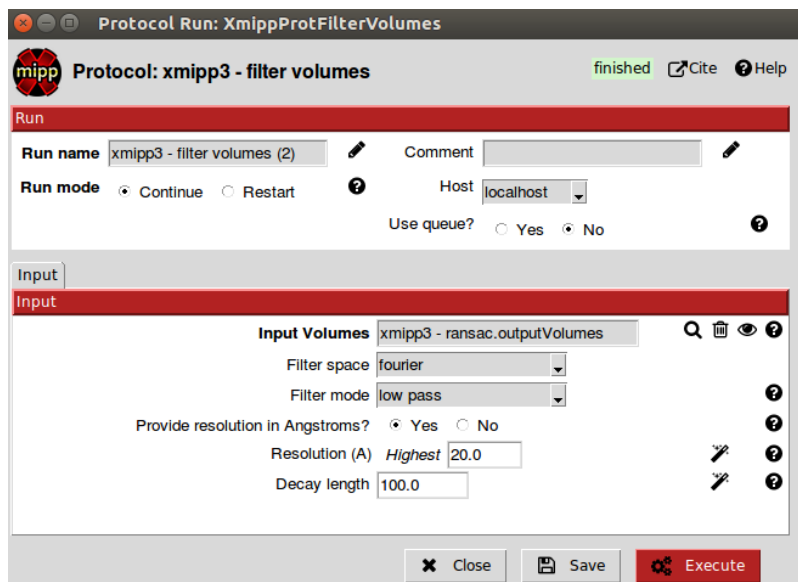 Protocol Run: XmippProtFilterVolumes
mipp Protocol: xmipp3 - filter volumes finished Cite Help
Run
Run name xmipp3 - filter volumes (2) Comment
Run mode Continue Restart Host localhost
Use queue? Yes No
Input
Input
Input Volumes xmipp3 - ransac.outputVolumes
Filter space fourier
Filter mode low pass
Provide resolution in Angstroms? Yes No
Resolution (A) Highest 20.0
Decay length 100.0
Close Save Execute